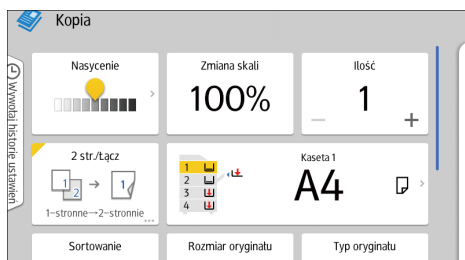 Kopia
Wywołaj historię ustawień
Nasycenie
Zmiana skali
100%
Ilość
1
2 str./tącz
1 2 → 1
1-stronne→2-stronnie
1
2
3
4
Kaseta 1
A4
Sortowanie
Rozmiar oryginału
Typ oryginału